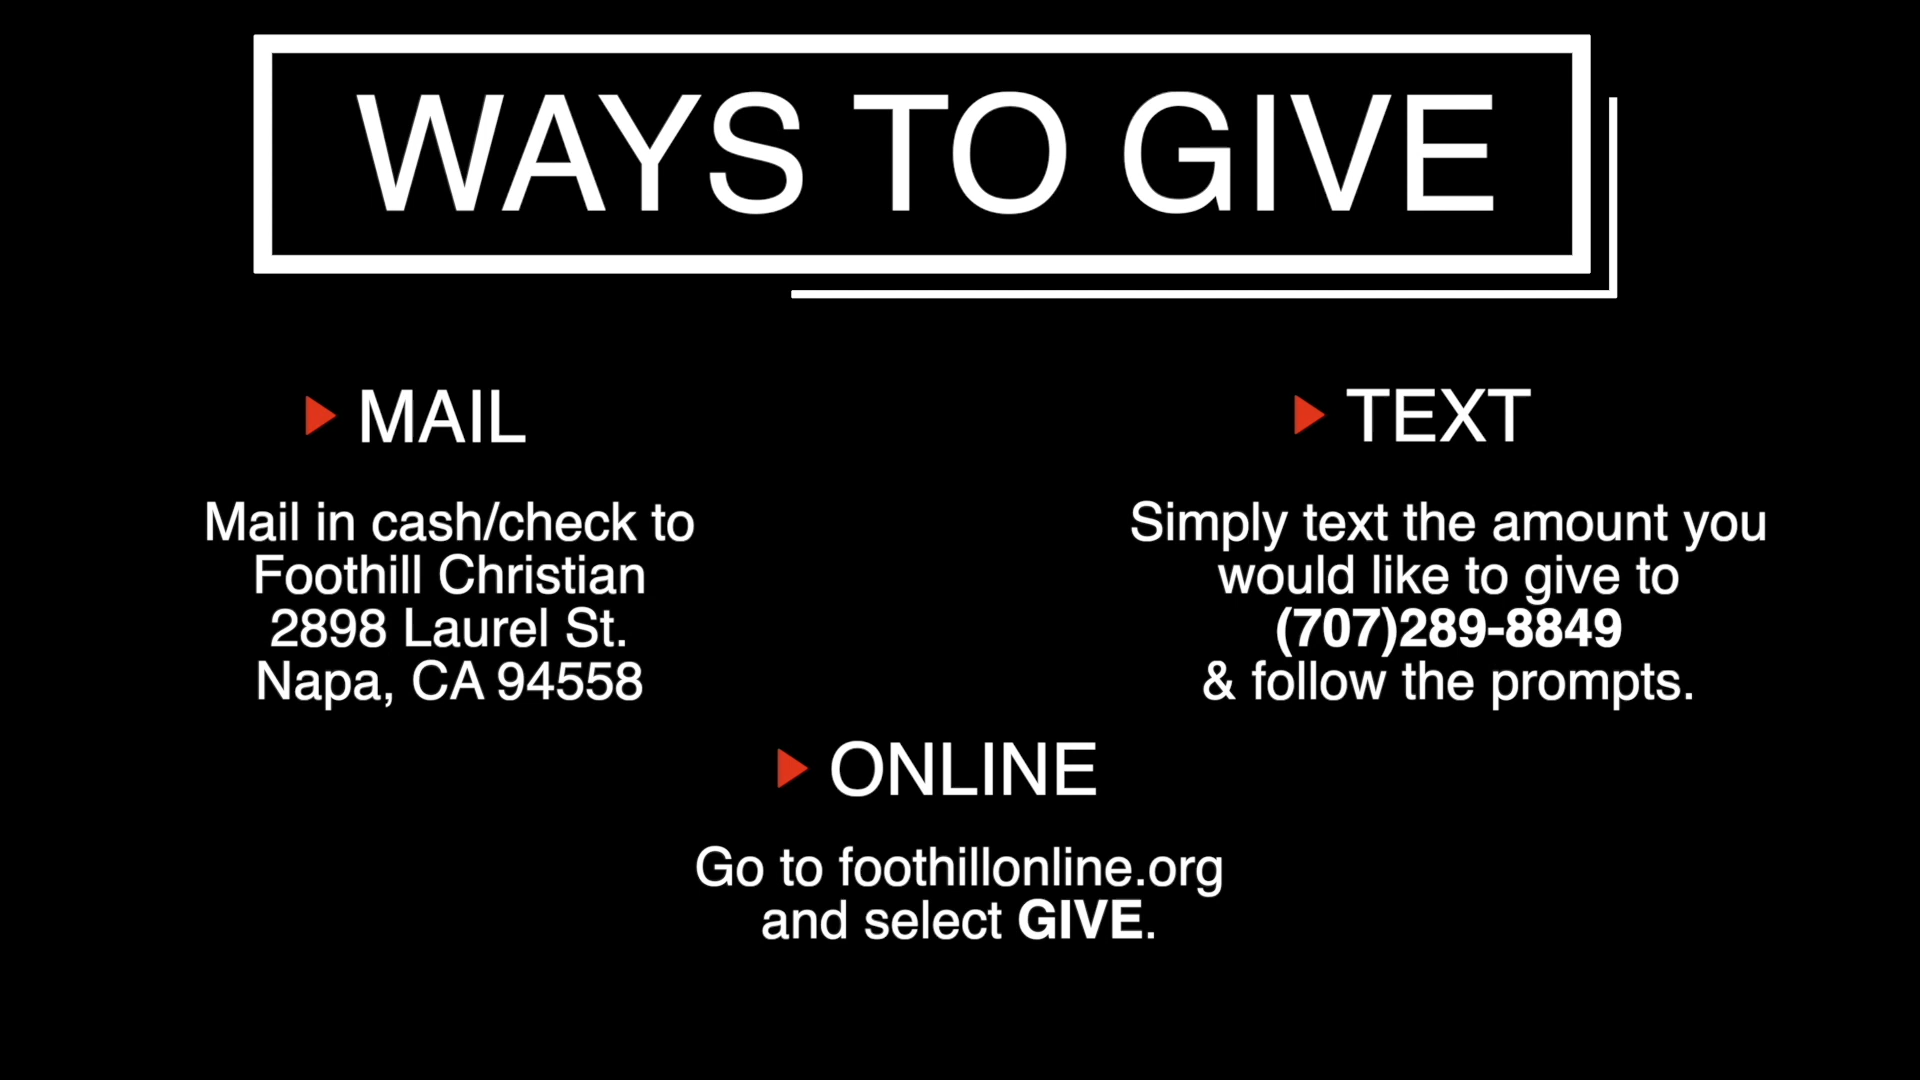 WAYS TO GIVE
MAIL
Mail in cash/check to
Foothill Christian
2898 Laurel St.
Napa, CA 94558
TEXT
Simply text the amount you
would like to give to
(707)289-8849
& follow the prompts.
ONLINE
Go to foothillonline.org
and select GIVE.